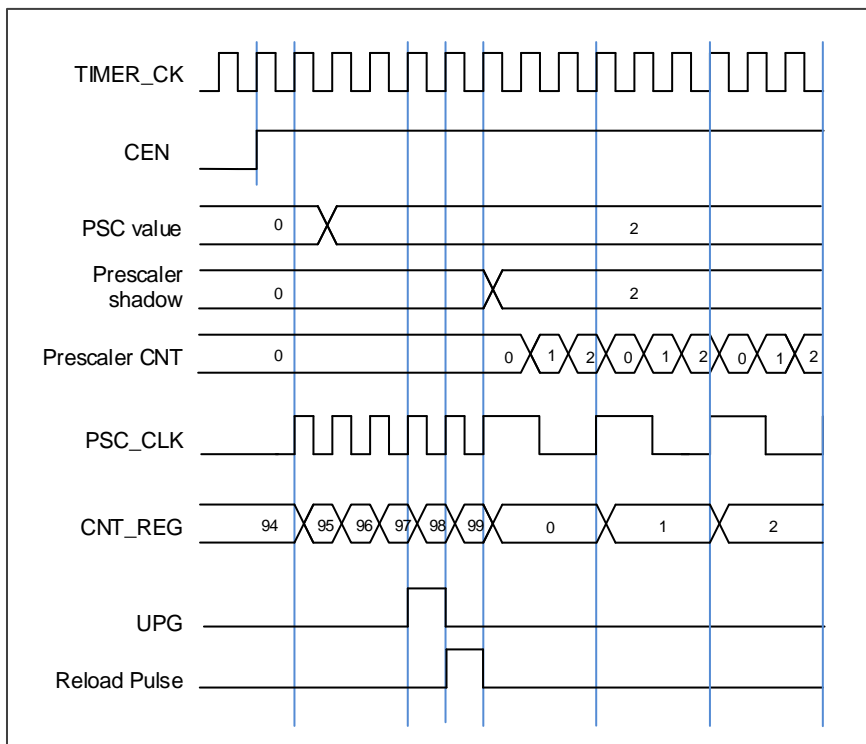 TIMER_CK
CEN
PSC value 0 2
Prescaler
shadow 0 2
Prescaler CNT 0 0 1 2 0 1 2 0 1 2
PSC_CLK
CNT_REG 94 95 96 97 98 99 0 1 2
UPG
Reload Pulse